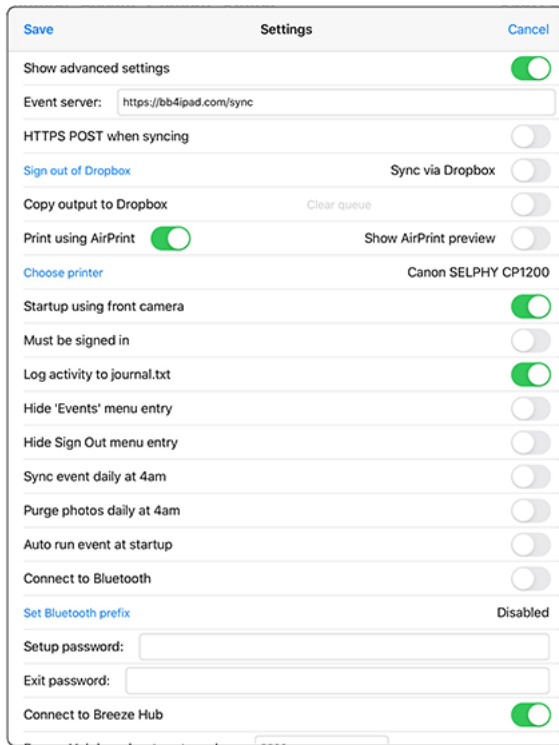 Save Settings Cancel
Show advanced settings
Event server: https://bb4ipad.com/sync
HTTPS POST when syncing
Sign out of Dropbox Sync via Dropbox
Copy output to Dropbox Clear queue
Print using AirPrint Show AirPrint preview
Choose printer Canon SELPHY CP1200
Startup using front camera
Must be signed in
Log activity to journal.txt
Hide 'Events' menu entry
Hide Sign Out menu entry
Sync event daily at 4am
Purge photos daily at 4am
Auto run event at startup
Connect to Bluetooth
Set Bluetooth prefix Disabled
Setup password:
Exit password:
Connect to Breeze Hub